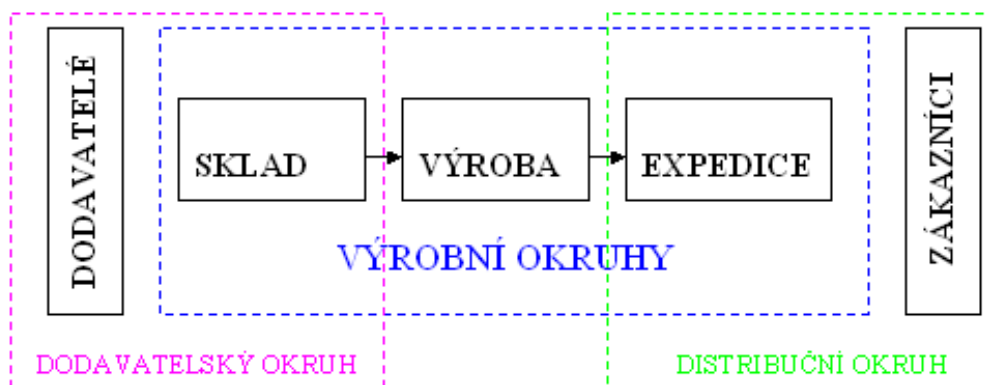 DODAVATELÉ
SKLAD
VÝROBA
EXPEDICE
ZÁKAZNÍCI
VÝROBNÍ OKRUHY
DODAVATELSKÝ OKRUH
DISTRIBUČNÍ OKRUH